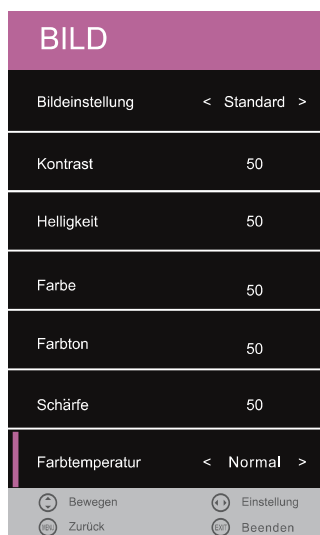 BILD
Bildeinstellung < Standard >
Kontrast 50
Helligkeit 50
Farbe 50
Farbton 50
Schärfe 50
Farbtemperatur < Normal >
Bewegen Einstellung
MENU Zurück EXIT Beenden